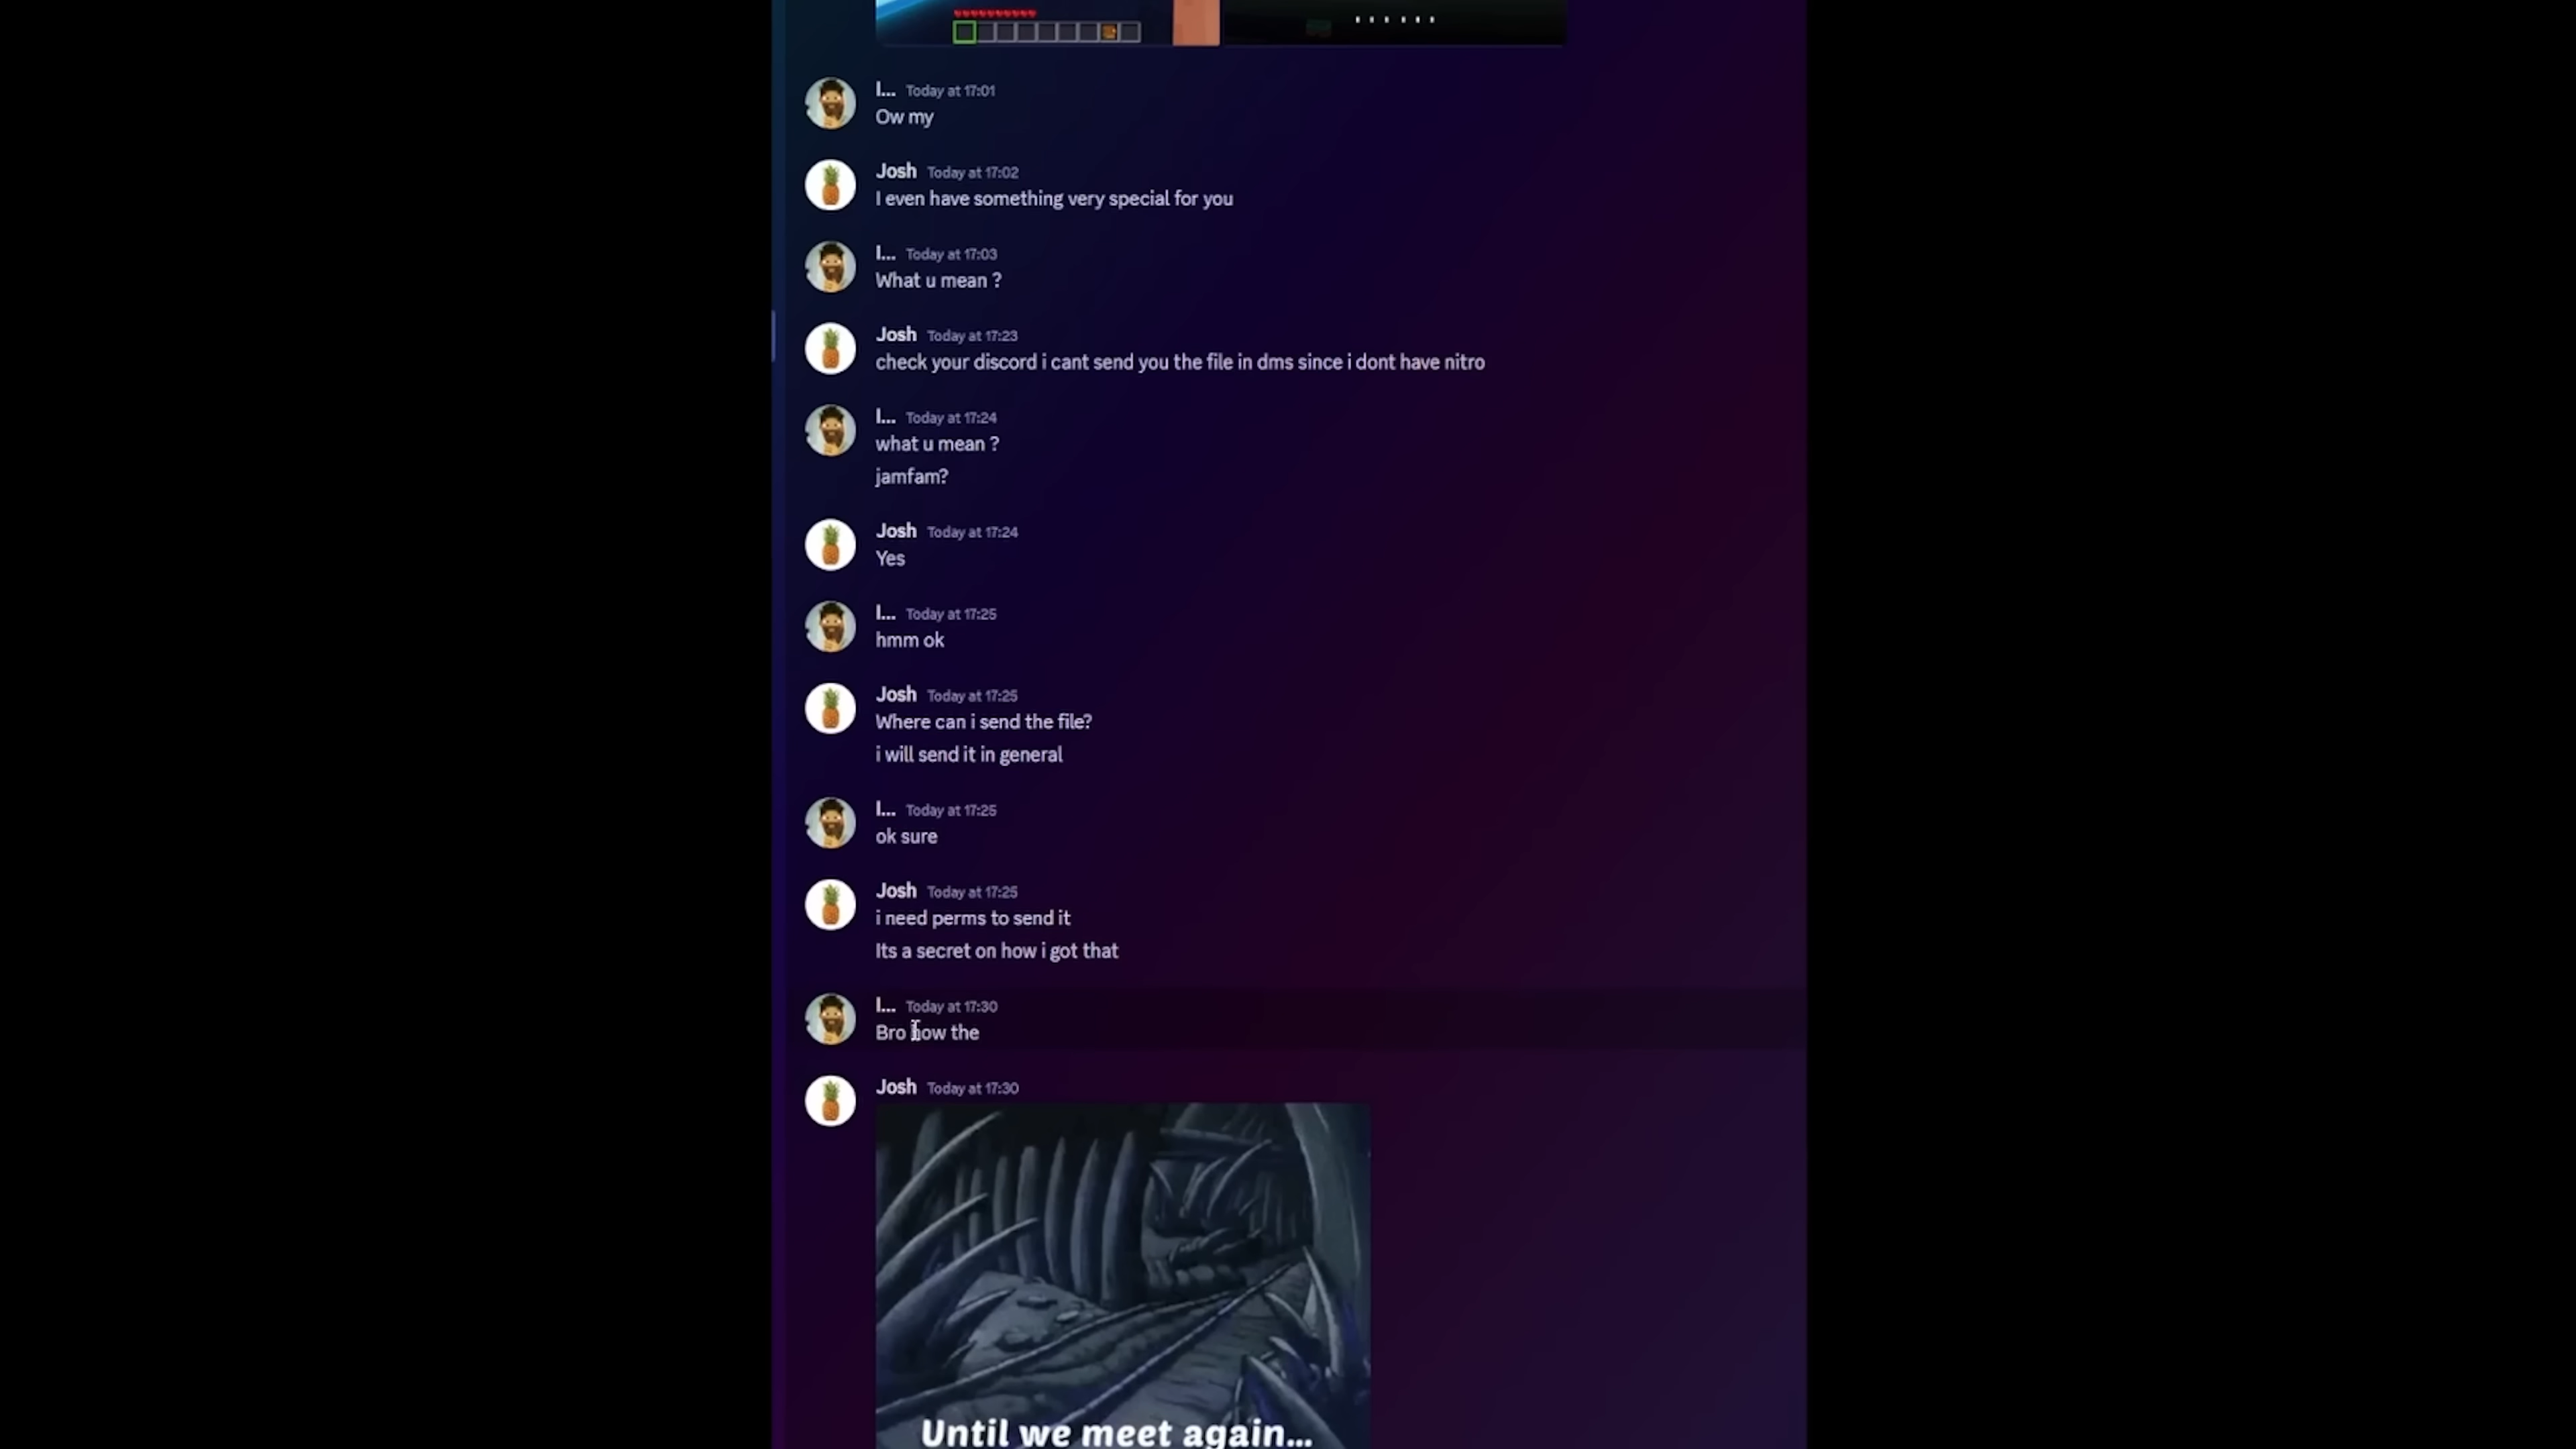 I... Today at 17:01
Ow my
Josh Today at 17:02
I even have something very special for you
I... Today at 17:03
What u mean ?
Josh Today at 17:23
check your discord i cant send you the file in dms since i dont have nitro
I... Today at 17:24
what u mean ?
jamfam?
Josh Today at 17:24
Yes
I... Today at 17:25
hmm ok
Josh Today at 17:25
Where can i send the file?
i will send it in general
I... Today at 17:25
ok sure
Josh Today at 17:25
i need perms to send it
Its a secret on how i got that
I... Today at 17:30
Bro how the
Josh Today at 17:30
Until we meet again...